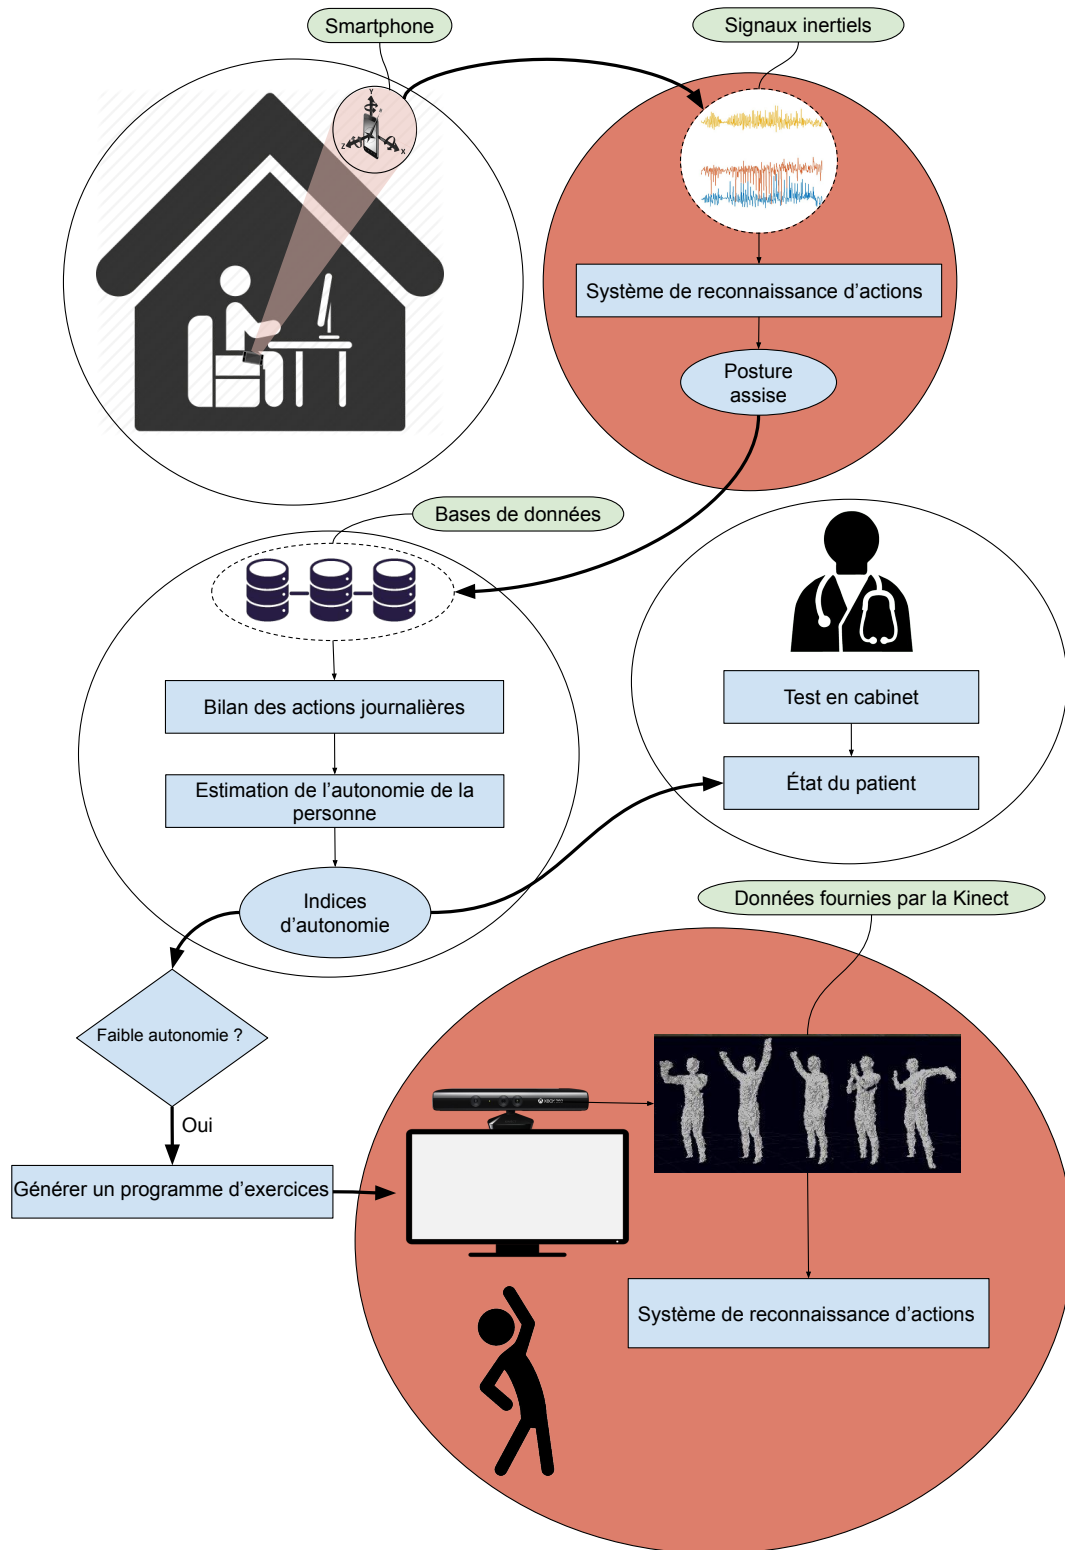 Smartphone
Signaux inertiels
Y
Z
X
Système de reconnaissance d’actions
Posture
assise
Bases de données
Bilan des actions journalières
Test en cabinet
Estimation de l’autonomie de la
personne
État du patient
Indices
d’autonomie
Données fournies par la Kinect
Faible autonomie ?
XBOX
Oui
Générer un programme d’exercices
Système de reconnaissance d’actions